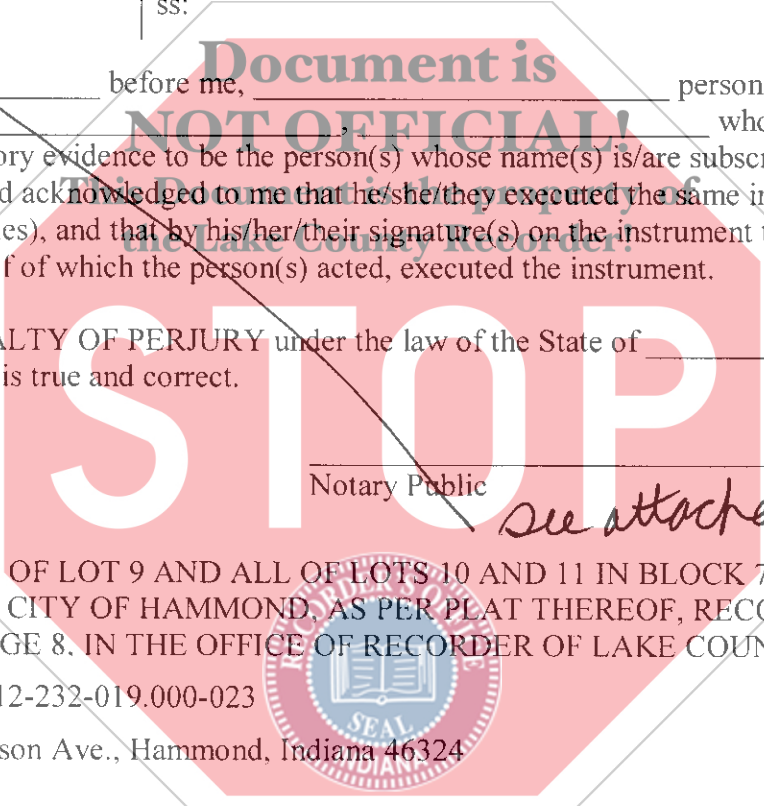 ss:
Document is
before me, person
NOT OFFICIAL!
, who
ory evidence to be the person(s) whose name(s) is/are subscr
d acknowledged to me that he/she/they executed the same in
This Document is the property of
es), and that by his/her/their signature(s) on the instrument t
the Lake County Recorder!
f of which the person(s) acted, executed the instrument.
ALTY OF PERJURY under the law of the State of
is true and correct.
STOP
Notary Public
See attache
OF LOT 9 AND ALL OF LOTS 10 AND 11 IN BLOCK 7
CITY OF HAMMOND, AS PER PLAT THEREOF, RECO
GE 8, IN THE OFFICE OF RECORDER OF LAKE COUN
RECORDER'S OFFICE
12-232-019.000-023
SEAL
son Ave., Hammond, Indiana 46324
INDIANA